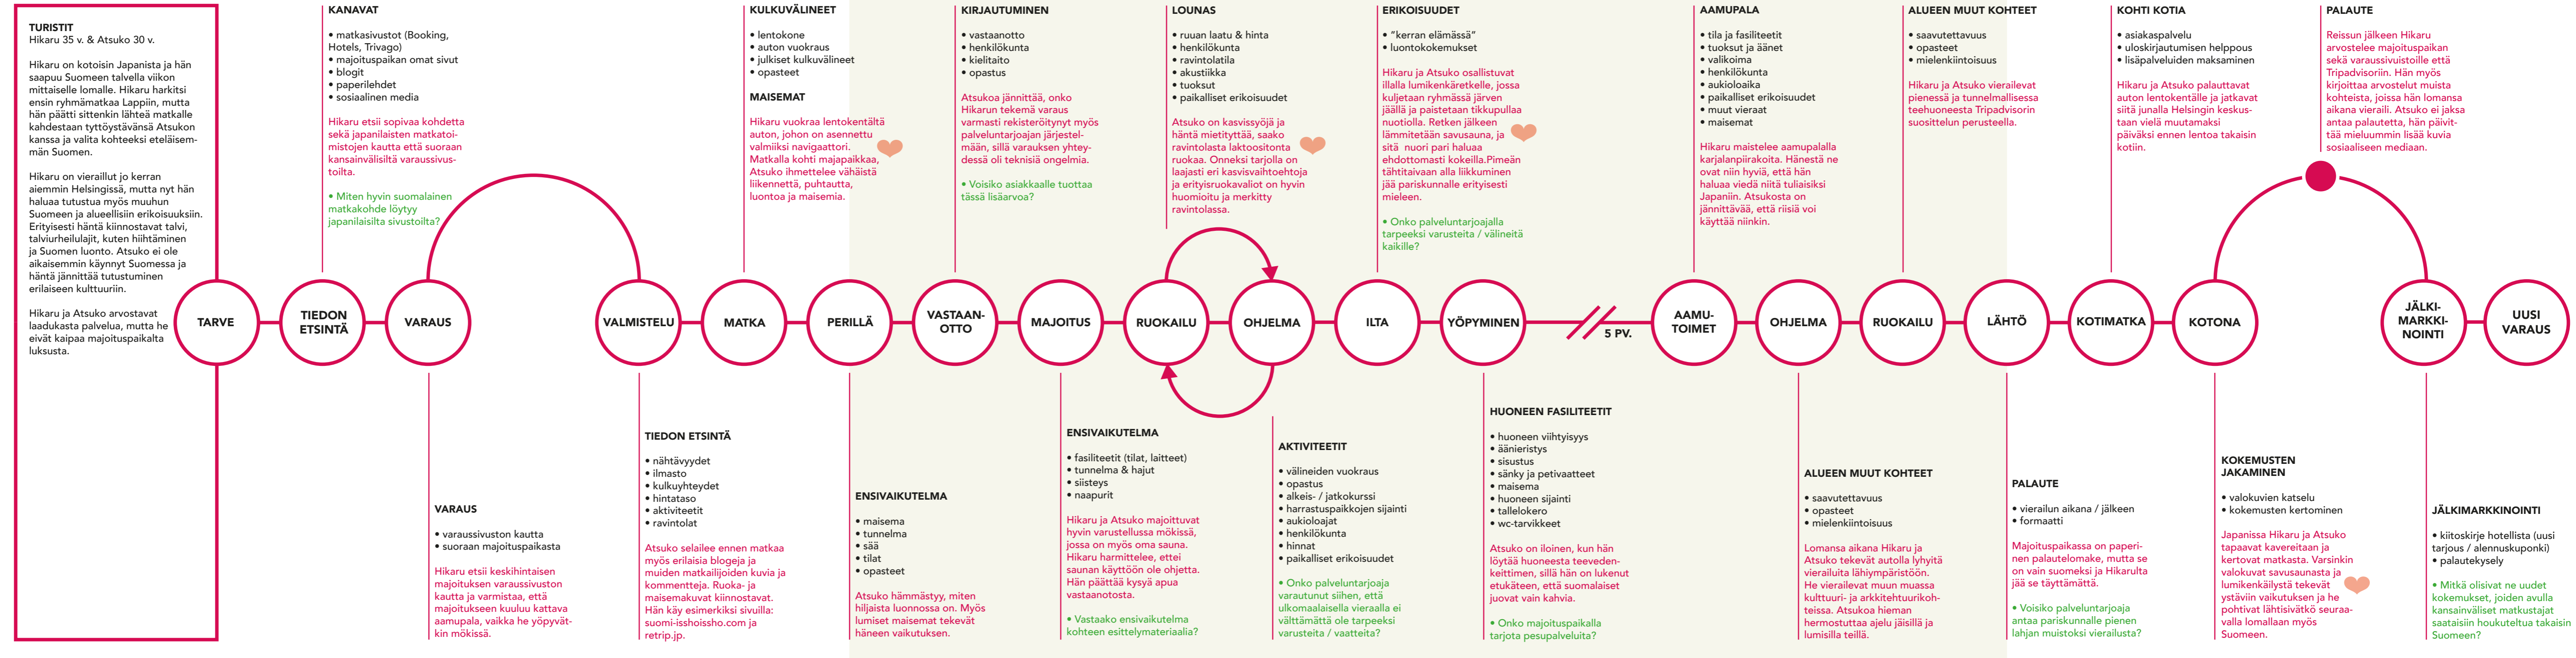 TURISTIT
Hikaru 35 v. & Atsuko 30 v.
Hikaru on kotoisin Japanista ja hän
saapuu Suomeen talvella viikon
mittaiselle lomalle. Hikaru harkitsi
ensin ryhmämatkaa Lappiin, mutta
hän päätti sittenkin lähteä matkalle
kahdestaan tyttöystävänsä Atsukon
kanssa ja valita kohteeksi eteläisem-
män Suomen.
Hikaru on vieraillut jo kerran
aiemmin Helsingissä, mutta nyt hän
haluaa tutustua myös muuhun
Suomeen ja alueellisiin erikoisuuksiin.
Erityisesti häntä kiinnostavat talvi,
talviurheilulajit, kuten hiihtäminen
ja Suomen luonto. Atsuko ei ole
aikaisemmin käynnyt Suomessa ja
häntä jännittää tutustuminen
erilaiseen kulttuuriin.
Hikaru ja Atsuko arvostavat
laadukasta palvelua, mutta he
eivät kaipaa majoituspaikalta
luksusta.
KANAVAT
• matkasivustot (Booking,
Hotels, Trivago)
• majoituspaikan omat sivut
• blogit
• paperilehdet
• sosiaalinen media
Hikaru etsii sopivaa kohdetta
sekä japanilaisten matkatoi-
mistojen kautta että suoraan
kansainvälisiltä varaussivus-
toilta.
• Miten hyvin suomalainen
matkakohde löytyy
japanilaisilta sivustoilta?
KULKUVÄLINEET
• lentokone
• auton vuokraus
• julkiset kulkuvälineet
• opasteet
MAISEMAT
Hikaru vuokraa lentokentältä
auton, johon on asennettu
valmiiksi navigaattori.
Matkalla kohti majapaikkaa,
Atsuko ihmettelee vähäistä
liikennettä, puhtautta,
luontoa ja maisemia.
KIRJAUTUMINEN
• vastaanotto
• henkilökunta
• kielitaito
• opastus
Atsukoa jännittää, onko
Hikarun tekemä varaus
varmasti rekisteröitynyt myös
palveluntarjoajan järjestel-
mään, sillä varauksen yhtey-
dessä oli teknisiä ongelmia.
• Voisiko asiakkaalle tuottaa
tässä lisäarvoa?
LOUNAS
• ruuan laatu & hinta
• henkilökunta
• ravintolatila
• akustiikka
• tuoksut
• paikalliset erikoisuudet
Atsuko on kasvissyöjä ja
häntä mietityttää, saako
ravintolasta laktoositonta
ruokaa. Onneksi tarjolla on
laajasti eri kasvisvaihtoehtoja
ja erityisruokavaliot on hyvin
huomioitu ja merkitty
ravintolassa.
ERIKOISUUDET
• ”kerran elämässä”
• luontokokemukset
Hikaru ja Atsuko osallistuvat
illalla lumikenkäretkelle, jossa
kuljetaan ryhmässä järven
jäällä ja paistetaan tikkupullaa
nuotiolla. Retken jälkeen
lämmitetään savusauna, ja
sitä nuori pari haluaa
ehdottomasti kokeilla.Pimeän
tähtitaivaan alla liikkuminen
jää pariskunnalle erityisesti
mieleen.
• Onko palveluntarjoajalla
tarpeeksi varusteita / välineitä
kaikille?
AAMUPALA
• tila ja fasiliteetit
• tuoksut ja äänet
• valikoima
• henkilökunta
• aukioloaika
• paikalliset erikoisuudet
• muut vieraat
• maisemat
Hikaru maistelee aamupalalla
karjalanpiirakoita. Hänestä ne
ovat niin hyviä, että hän
haluaa viedä niitä tuliaisiksi
Japaniin. Atsukosta on
jännittävää, että riisiä voi
käyttää niinkin.
ALUEEN MUUT KOHTEET
• saavutettavuus
• opasteet
• mielenkiintoisuus
Hikaru ja Atsuko vierailevat
pienessä ja tunnelmallisessa
teehuoneesta Tripadvisorin
suosittelun perusteella.
KOHTI KOTIA
• asiakaspalvelu
• uloskirjautumisen helppous
• lisäpalveluiden maksaminen
Hikaru ja Atsuko palauttavat
auton lentokentälle ja jatkavat
siitä junalla Helsingin keskus-
taan vielä muutamaksi
päiväksi ennen lentoa takaisin
kotiin.
PALAUTE
Reissun jälkeen Hikaru
arvostelee majoituspaikan
sekä varaussivustoille että
Tripadvisoriin. Hän myös
kirjoittaa arvostelut muista
kohteista, joissa hän lomansa
aikana vieraili. Atsuko ei jaksa
antaa palautetta, hän päivit-
tää mieluummin lisää kuvia
sosiaaliseen mediaan.
TARVE
TIEDON
ETSINTÄ
VARAUS
VALMISTELU
MATKA
PERILLÄ
VASTAAN-
OTTO
MAJOITUS
RUOKAILU
OHJELMA
ILTA
YÖPYMINEN
5 PV.
AAMU-
TOIMET
OHJELMA
RUOKAILU
LÄHTÖ
KOTIMATKA
KOTONA
JÄLKI-
MARKKI-
NOINTI
UUSI
VARAUS
VARAUS
• varaussivuston kautta
• suoraan majoituspaikasta
Hikaru etsii keskihintaisen
majoituksen varaussivuston
kautta ja varmistaa, että
majoitukseen kuuluu kattava
aamupala, vaikka he yöpyvät-
kin mökissä.
TIEDON ETSINTÄ
• nähtävyydet
• ilmasto
• kulkuyhteydet
• hintataso
• aktiviteetit
• ravintolat
Atsuko selailee ennen matkaa
myös erilaisia blogeja ja
muiden matkailijoiden kuvia ja
kommentteja. Ruoka- ja
maisemakuvat kiinnostavat.
Hän käy esimerkiksi sivuilla:
suomi-isshoissho.com ja
retrip.jp.
ENSIVAIKUTELMA
• maisema
• tunnelma
• sää
• tilat
• opasteet
Atsuko hämmästyy, miten
hiljaista luonnossa on. Myös
lumiset maisemat tekevät
häneen vaikutuksen.
ENSIVAIKUTELMA
• fasiliteetit (tilat, laitteet)
• tunnelma & hajut
• siisteys
• naapurit
Hikaru ja Atsuko majoittuvat
hyvin varustellussa mökissä,
jossa on myös oma sauna.
Hikaru harmittelee, ettei
saunan käyttöön ole ohjetta.
Hän päättää kysyä apua
vastaanotosta.
• Vastaako ensivaikutelma
kohteen esittelymateriaalia?
AKTIVITEETIT
• välineiden vuokraus
• opastus
• alkeis- / jatkokurssi
• harrastuspaikkojen sijainti
• aukioloajat
• henkilökunta
• hinnat
• paikalliset erikoisuudet
• Onko palveluntarjoaja
varautunut siihen, että
ulkomaalaisella vieraalla ei
välttämättä ole tarpeeksi
varusteita / vaatteita?
HUONEEN FASILITEETIT
• huoneen viihtyisyys
• äänieristys
• sisustus
• sänky ja petivaatteet
• maisema
• huoneen sijainti
• tallelokero
• wc-tarvikkeet
Atsuko on iloinen, kun hän
löytää huoneesta teeveden-
keittimen, sillä hän on lukenut
etukäteen, että suomalaiset
juovat vain kahvia.
• Onko majoituspaikalla
tarjota pesupalveluita?
ALUEEN MUUT KOHTEET
• saavutettavuus
• opasteet
• mielenkiintoisuus
Lomansa aikana Hikaru ja
Atsuko tekevät autolla lyhyitä
vierailuita lähiympäristöön.
He vierailevat muun muassa
kulttuuri- ja arkkitehtuurikoh-
teissa. Atsukoa hieman
hermostuttaa ajelu jäisillä ja
lumisilla teillä.
PALAUTE
• vierailun aikana / jälkeen
• formaatti
Majoituspaikassa on paperi-
nen palautelomake, mutta se
on vain suomeksi ja Hikarulta
jää se täyttämättä.
• Voisiko palveluntarjoaja
antaa pariskunnalle pienen
lahjan muistoksi vierailusta?
KOKEMUSTEN
JAKAMINEN
• valokuvien katselu
• kokemusten kertominen
Japanissa Hikaru ja Atsuko
tapaavat kavereitaan ja
kertovat matkasta. Varsinkin
valokuvat savusaunasta ja
lumikenkäilystä tekevät
ystäviin vaikutuksen ja he
pohtivat lähtisivätkö seuraa-
valla lomallaan myös
Suomeen.
JÄLKIMARKKINOINTI
• kiitoskirje hotellista (uusi
tarjous / alennuskuponki)
• palautekysely
• Mitkä olisivat ne uudet
kokemukset, joiden avulla
kansainväliset matkustajat
saataisiin houkuteltua takaisin
Suomeen?